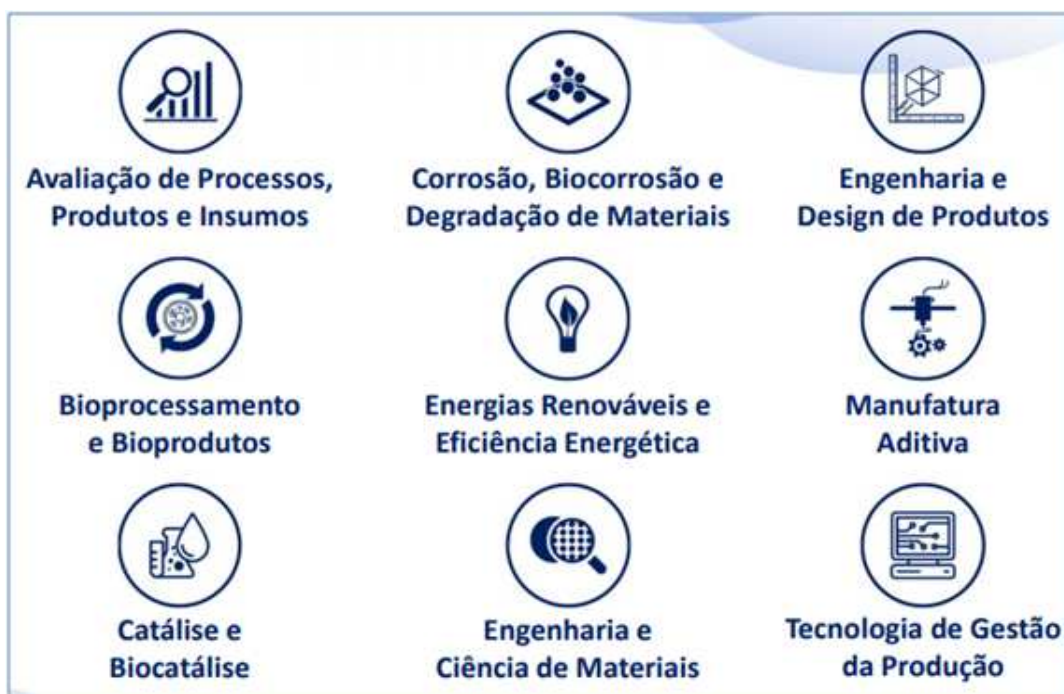 Avaliação de Processos,
Produtos e Insumos
Corrosão, Biocorrosão e
Degradação de Materiais
Engenharia e
Design de Produtos
Bioprocessamento
e Bioprodutos
Energias Renováveis e
Eficiência Energética
Manufatura
Aditiva
Catálise e
Biocatálise
Engenharia e
Ciência de Materiais
Tecnologia de Gestão
da Produção